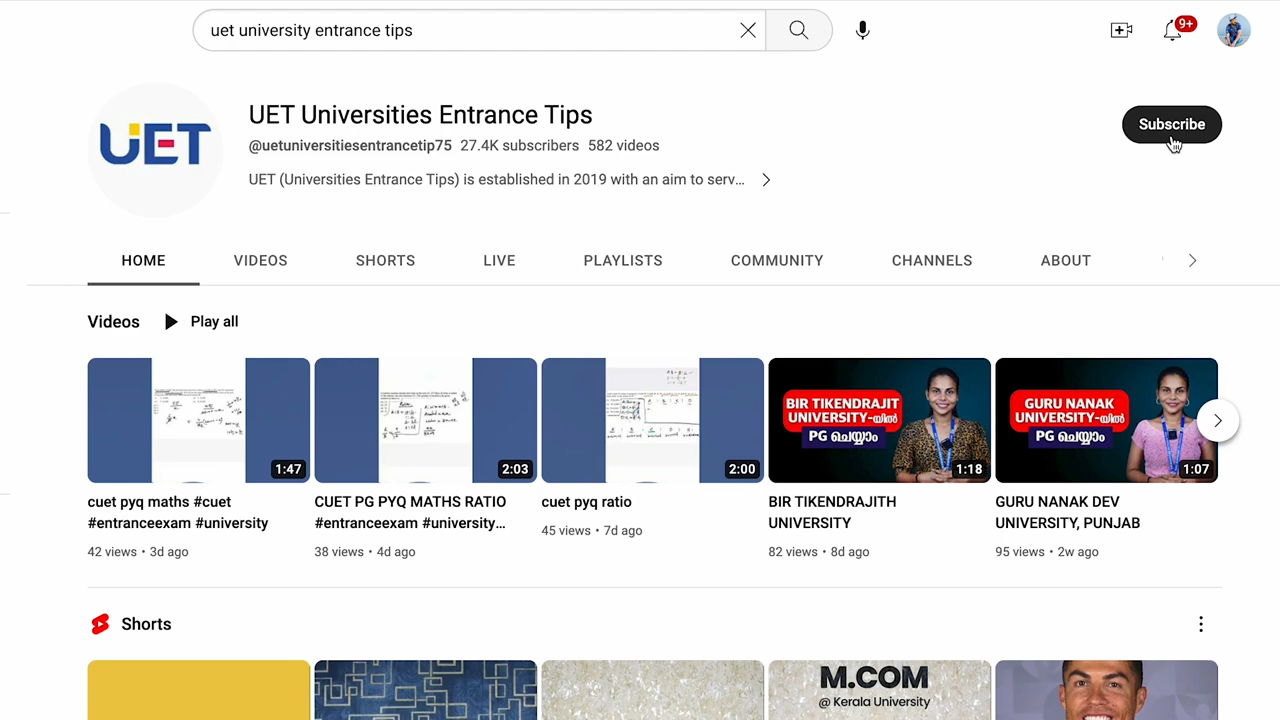 uet university entrance tips
9+
UET
UET Universities Entrance Tips
@uetuniversitiesentrancetip75 27.4K subscribers 582 videos
UET (Universities Entrance Tips) is established in 2019 with an aim to serv...
Subscribe
HOME VIDEOS SHORTS LIVE PLAYLISTS COMMUNITY CHANNELS ABOUT
Videos Play all
1:47
2:03
2:00
BIR TIKENDRAJIT
UNIVERSITY-യിൽ
PG ചെയ്യാം
1:18
GURU NANAK
UNIVERSITY-യിൽ
PG ചെയ്യാം
1:07
cuet pyq maths #cuet
#entranceexam #university
42 views • 3d ago
CUET PG PYQ MATHS RATIO
#entranceexam #university...
38 views • 4d ago
cuet pyq ratio
45 views • 7d ago
BIR TIKENDRAJITH
UNIVERSITY
82 views • 8d ago
GURU NANAK DEV
UNIVERSITY, PUNJAB
95 views • 2w ago
Shorts
M.COM
@ Kerala University